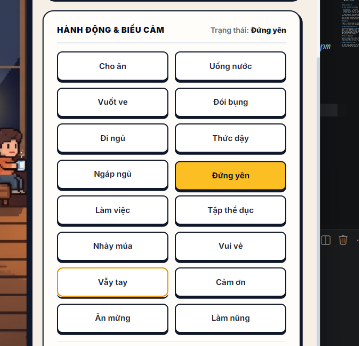 HÀNH ĐỘNG & BIỂU CẢM Trạng thái: Đứng yên
Cho ăn Uống nước
Vuốt ve Đói bụng
Đi ngủ Thức dậy
Ngáp ngủ Đứng yên
Làm việc Tập thể dục
Nhảy múa Vui vẻ
Vẫy tay Cảm ơn
Ăn mừng Làm nũng